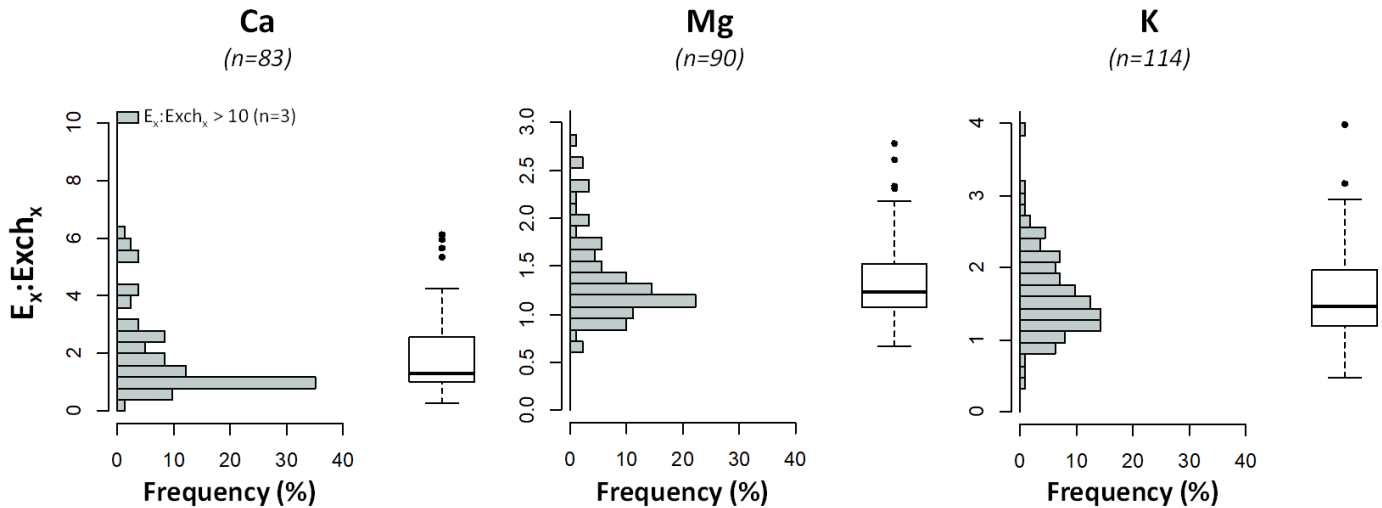 Ca
(n=83)
Mg
(n=90)
K
(n=114)
Eₓ:Exchₓ
10
8
6
4
2
0
Eₓ:Exchₓ > 10 (n=3)
0 10 20 30 40
Frequency (%)
3.0
2.5
2.0
1.5
1.0
0.5
0.0
0 10 20 30 40
Frequency (%)
4
3
2
1
0
0 10 20 30 40
Frequency (%)